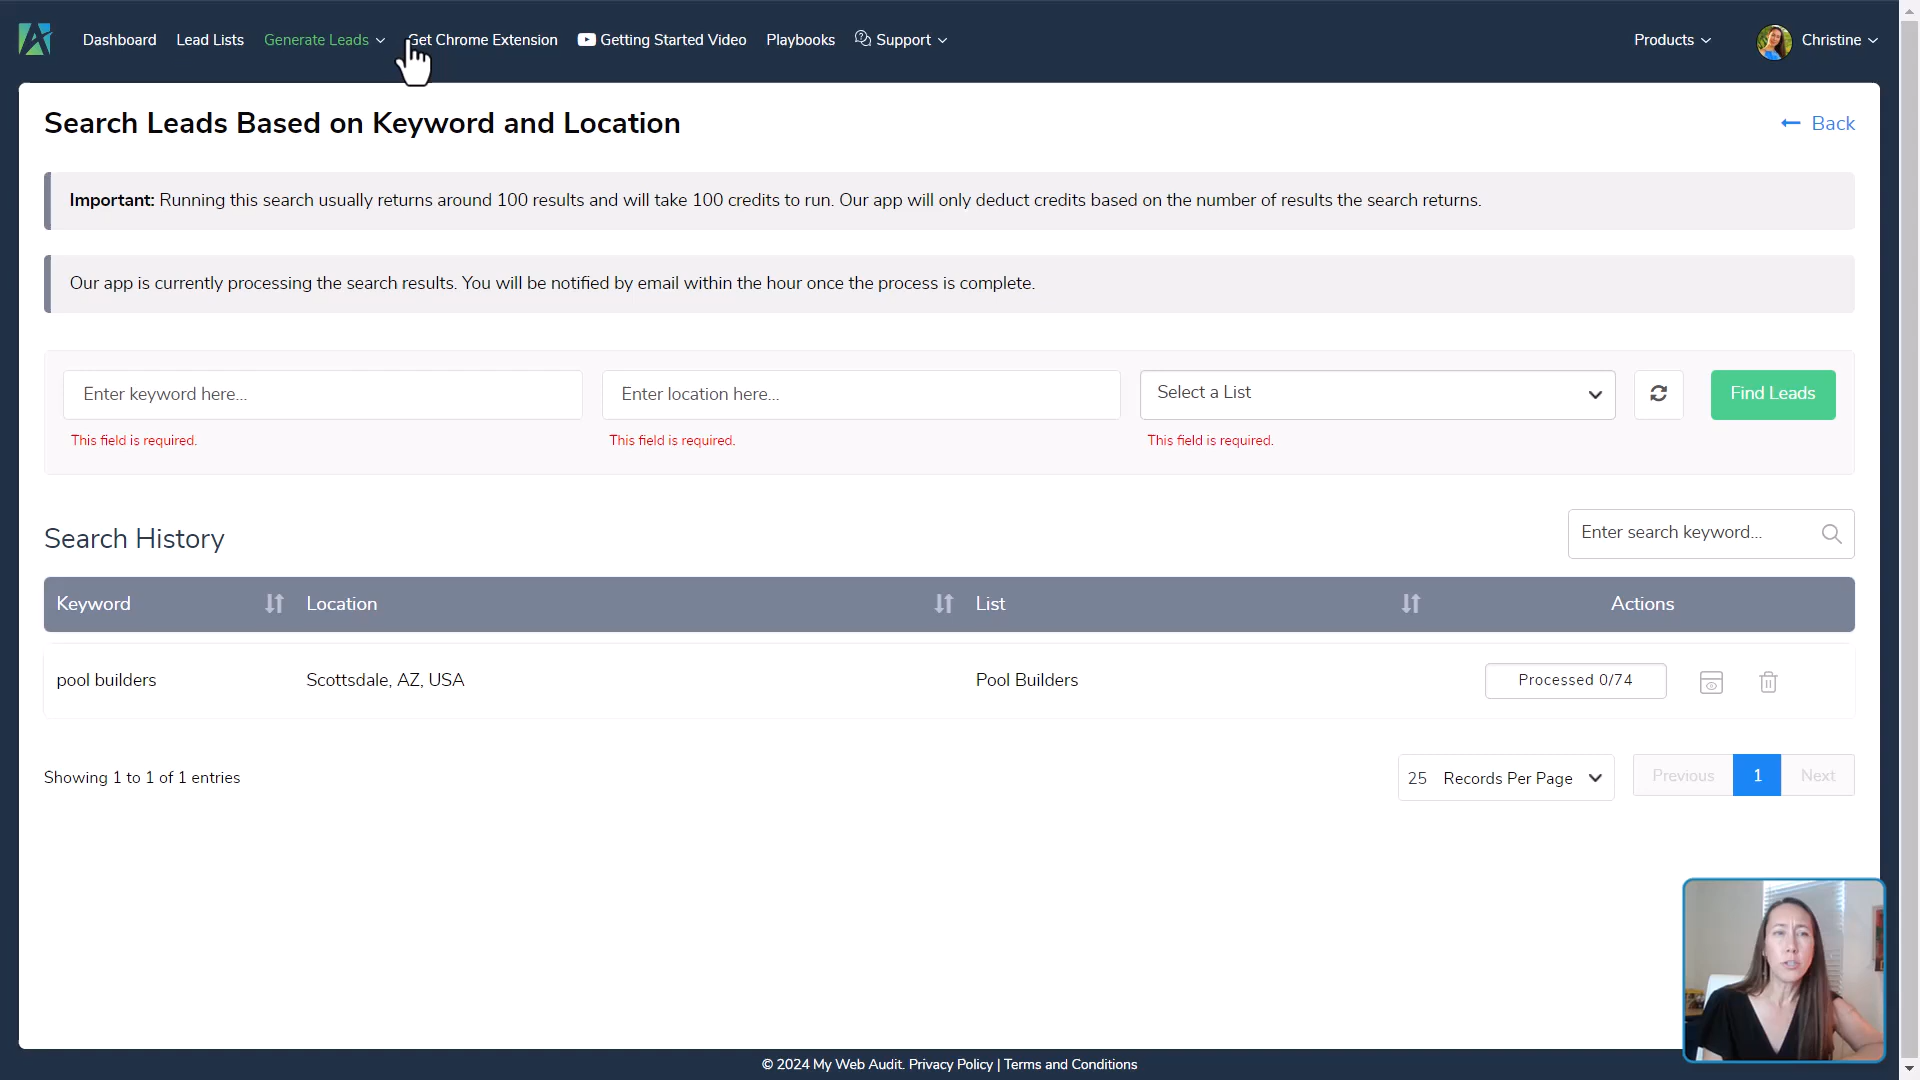 Dashboard Lead Lists Generate Leads Get Chrome Extension Getting Started Video Playbooks Support Products Christine
Search Leads Based on Keyword and Location
Back
Important: Running this search usually returns around 100 results and will take 100 credits to run. Our app will only deduct credits based on the number of results the search returns.
Our app is currently processing the search results. You will be notified by email within the hour once the process is complete.
Enter keyword here... Enter location here... Select a List Find Leads
This field is required. This field is required. This field is required.
Search History
Enter search keyword...
Keyword Location List Actions
pool builders Scottsdale, AZ, USA Pool Builders Processed 0/74
Showing 1 to 1 of 1 entries 25 Records Per Page Previous 1 Next
© 2024 My Web Audit. Privacy Policy | Terms and Conditions